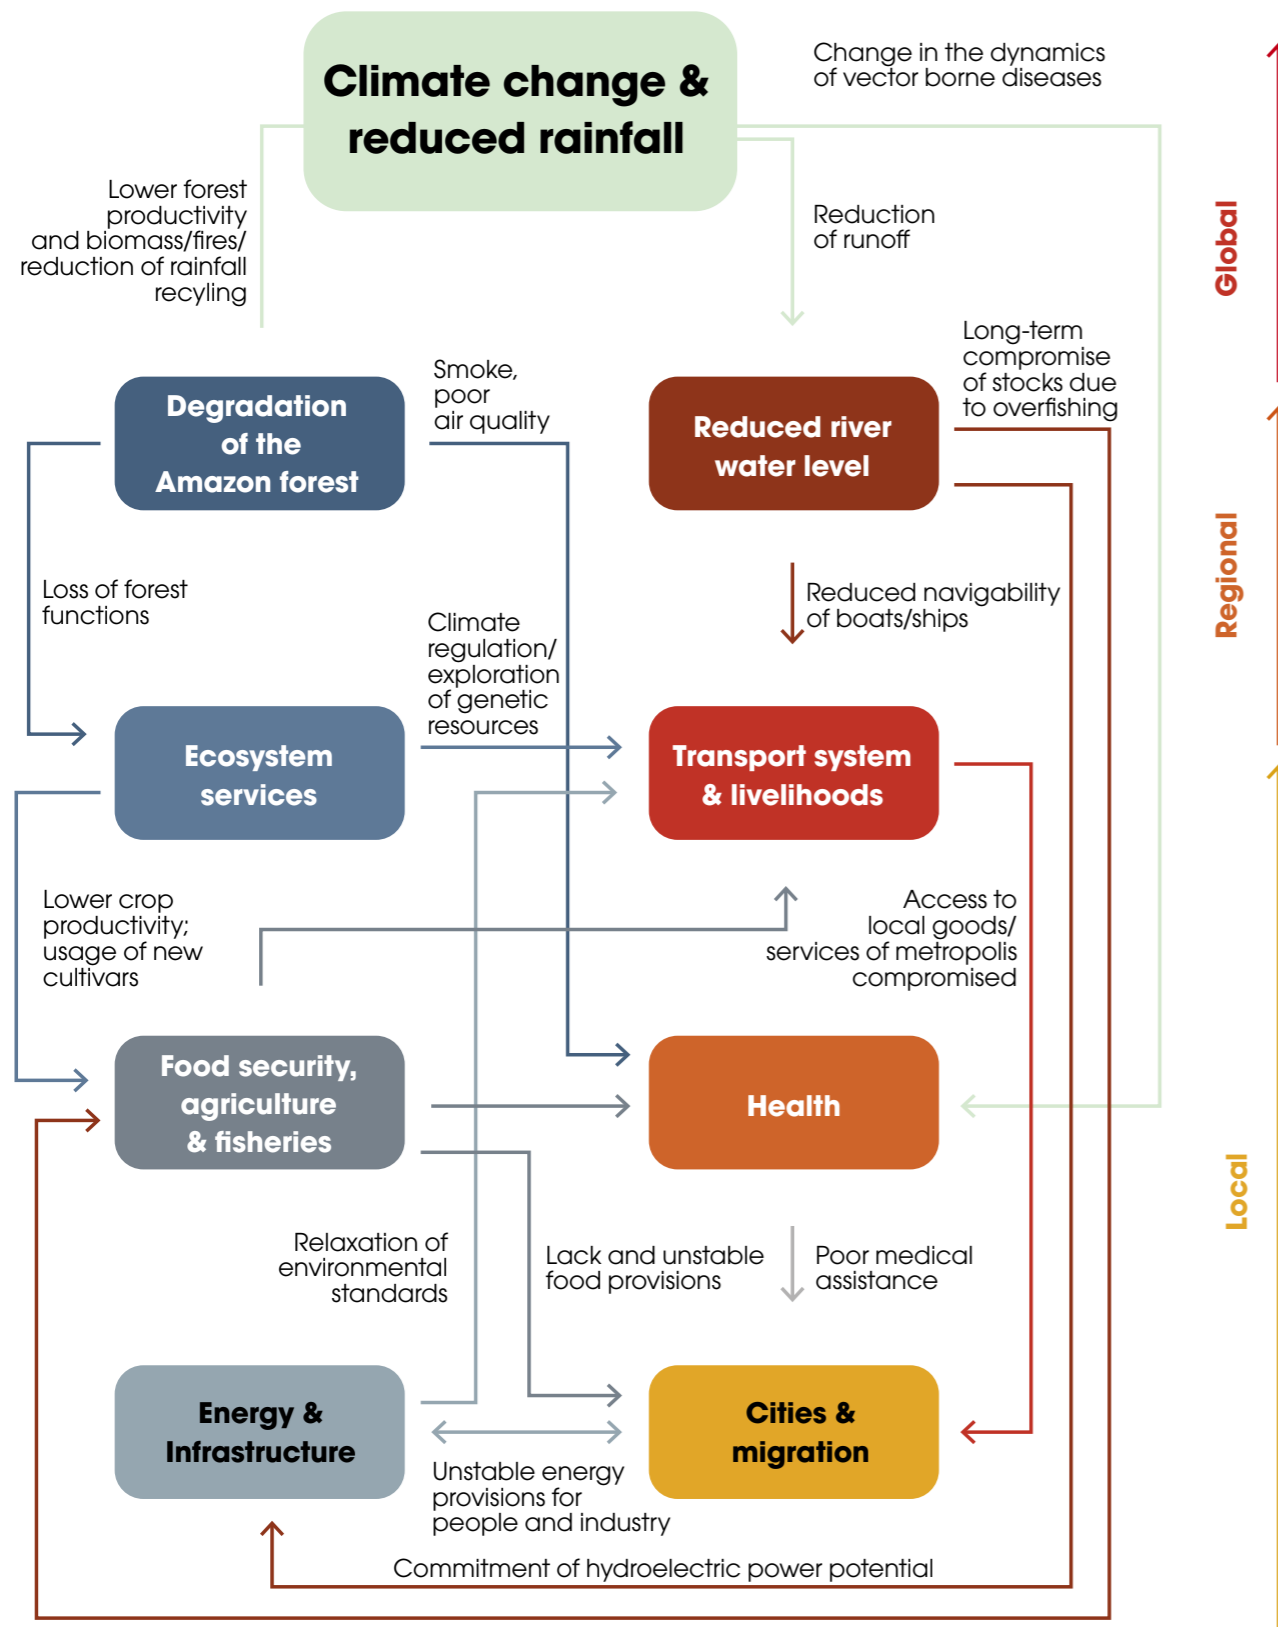 Climate change &
reduced rainfall
Change in the dynamics
of vector borne diseases
Lower forest
productivity
and biomass/fires/
reduction of rainfall
recyling
Reduction
of runoff
Global
Long-term
compromise
of stocks due
to overfishing
Smoke,
poor
air quality
Degradation
of the
Amazon forest
Reduced river
water level
Regional
Loss of forest
functions
Reduced navigability
of boats/ships
Climate
regulation/
exploration
of genetic
resources
Ecosystem
services
Transport system
& livelihoods
Lower crop
productivity;
usage of new
cultivars
Access to
local goods/
services of metropolis
compromised
Food security,
agriculture
& fisheries
Health
Local
Relaxation of
environmental
standards
Lack and unstable
food provisions
Poor medical
assistance
Energy &
Infrastructure
Cities &
migration
Unstable energy
provisions for
people and industry
Commitment of hydroelectric power potential